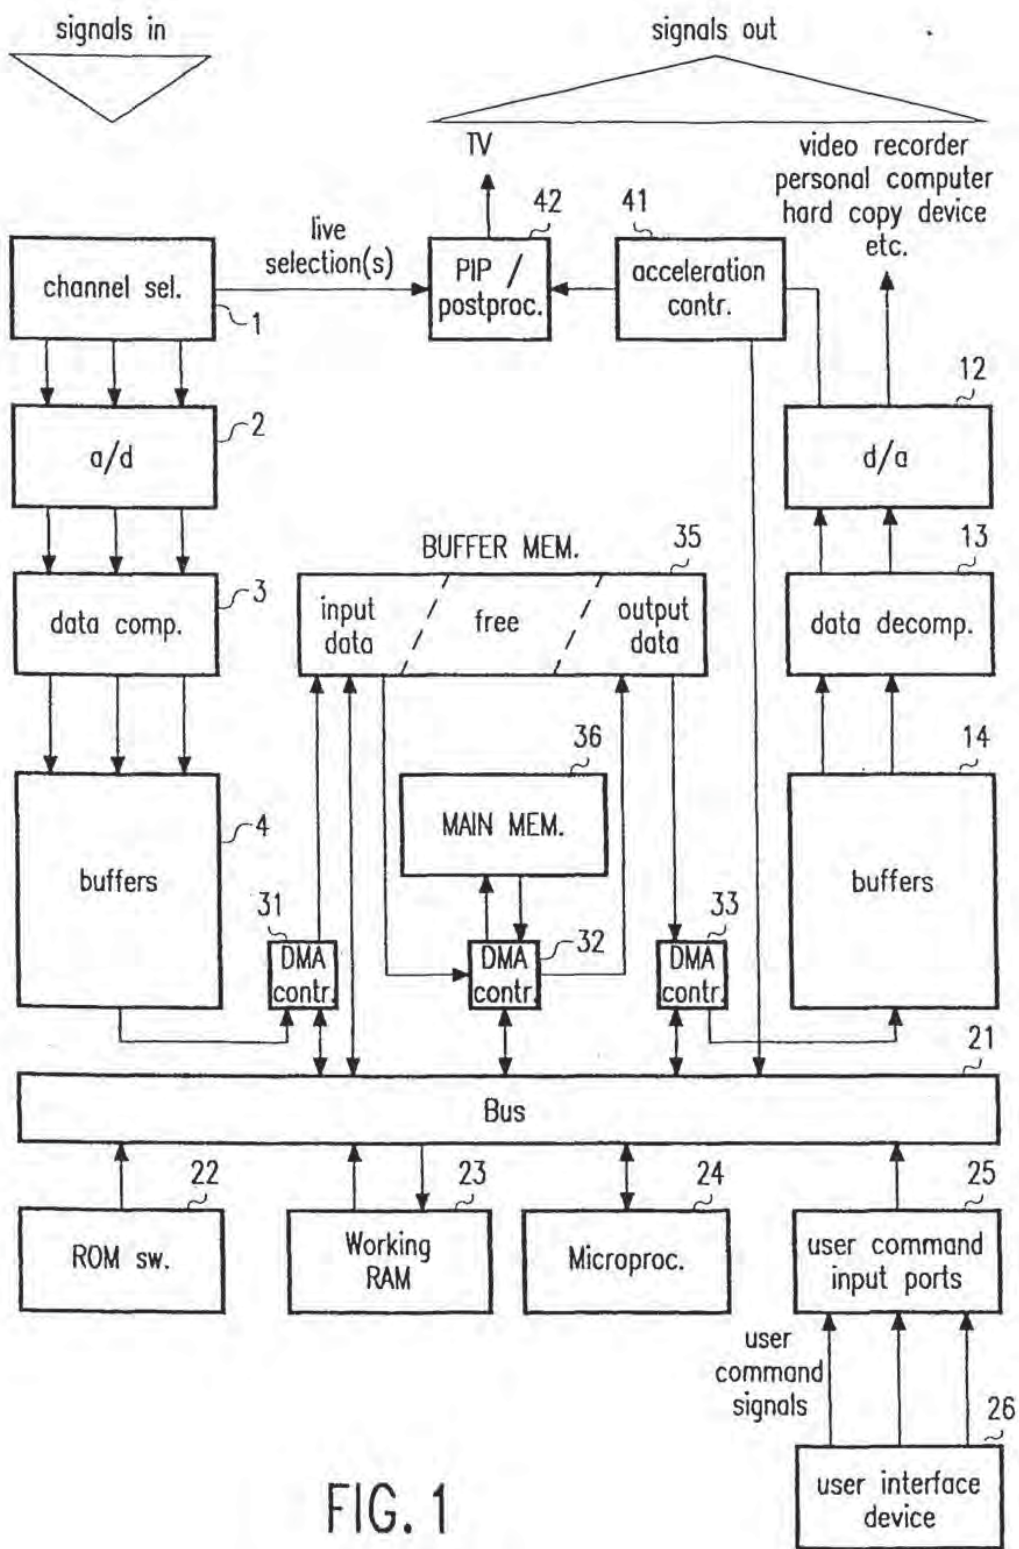 signals in
signals out
TV
video recorder
personal computer
hard copy device
etc.
42
41
live
selection(s)
channel sel.
1
PIP /
postproc.
acceleration
contr.
12
2
a/d
d/a
BUFFER MEM.
35
13
3
data comp.
input
data
free
output
data
data decomp.
36
14
MAIN MEM.
4
buffers
buffers
31
DMA
contr.
32
DMA
contr.
33
DMA
contr.
21
Bus
22
23
24
25
ROM sw.
Working
RAM
Microproc.
user command
input ports
user
command
signals
26
user interface
device
FIG. 1